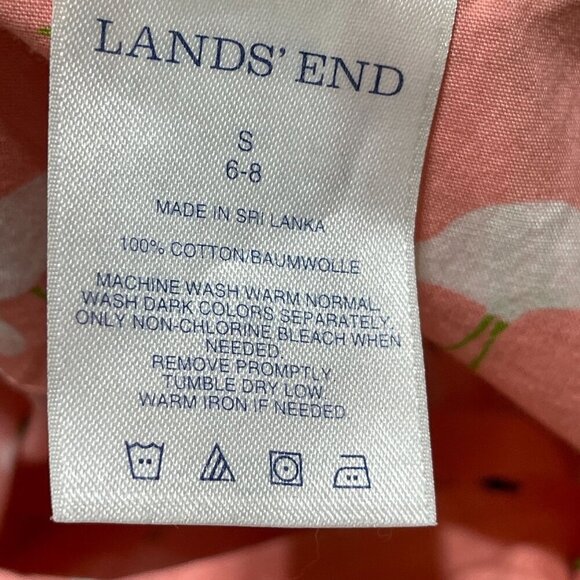 LANDS' END
S
6-8
MADE IN SRI LANKA
100% COTTON/BAUMWOLLE
MACHINE WASH WARM NORMAL.
WASH DARK COLORS SEPARATELY.
ONLY NON-CHLORINE BLEACH WHEN
NEEDED.
REMOVE PROMPTLY.
TUMBLE DRY LOW.
WARM IRON IF NEEDED.